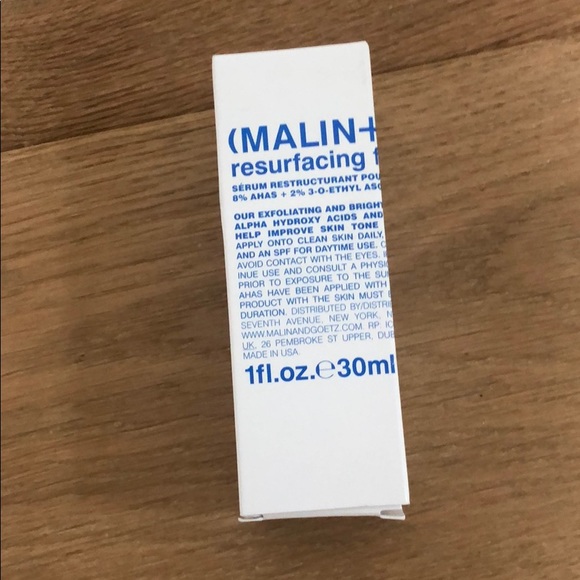 (MALIN+
resurfacing f
SÉRUM RESTRUCTURANT POU
8% AHAS + 2% 3-O-ETHYL ASC
OUR EXFOLIATING AND BRIGHT
ALPHA HYDROXY ACIDS AND
HELP IMPROVE SKIN TONE
APPLY ONTO CLEAN SKIN DAILY.
AND AN SPF FOR DAYTIME USE. C
AVOID CONTACT WITH THE EYES. I
INUE USE AND CONSULT A PHYSI
PRIOR TO EXPOSURE TO THE SU
AHAS HAVE BEEN APPLIED WITH
PRODUCT WITH THE SKIN MUST B
DURATION. DISTRIBUTED BY/DISTRI
SEVENTH AVENUE, NEW YORK, N
WWW.MALINANDGOETZ.COM RP: IC
UK, 26 PEMBROKE ST UPPER, DUB
MADE IN USA.
1fl.oz.℮30ml